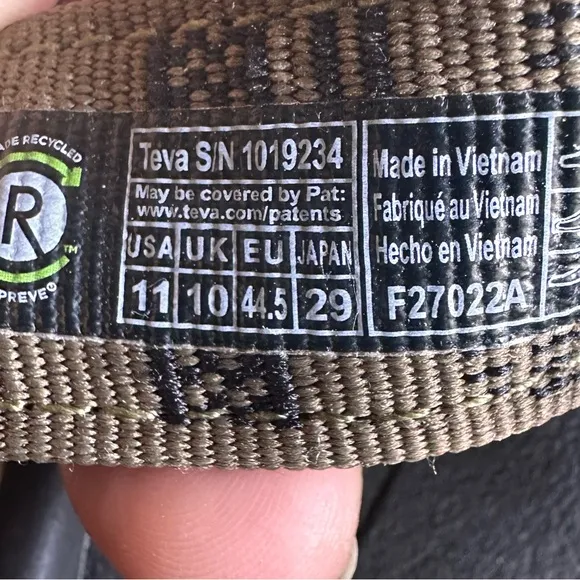 ADE RECYCLED
R
PREVE®
Teva S/N 1019234
May be covered by Pat:
www.teva.com/patents
USA UK EU JAPAN
11 10 44.5 29
Made in Vietnam
Fabriqué au Vietnam
Hecho en Vietnam
F27022A